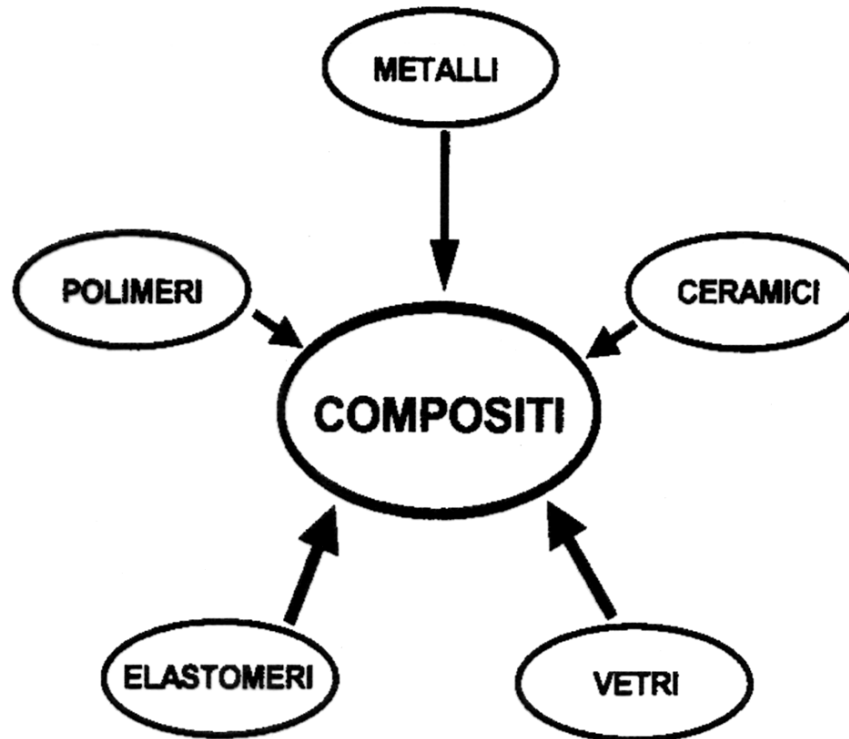 METALLI
POLIMERI
CERAMICI
COMPOSITI
ELASTOMERI
VETRI